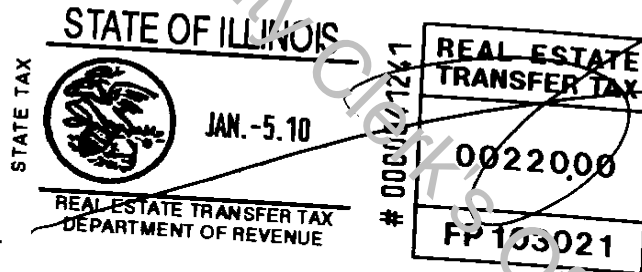 STATE OF ILLINOIS
STATE TAX
JAN.-5.10
REAL ESTATE TRANSFER TAX
DEPARTMENT OF REVENUE
REAL ESTATE
TRANSFER TAX
00220.00
FP 103021
Clerk's